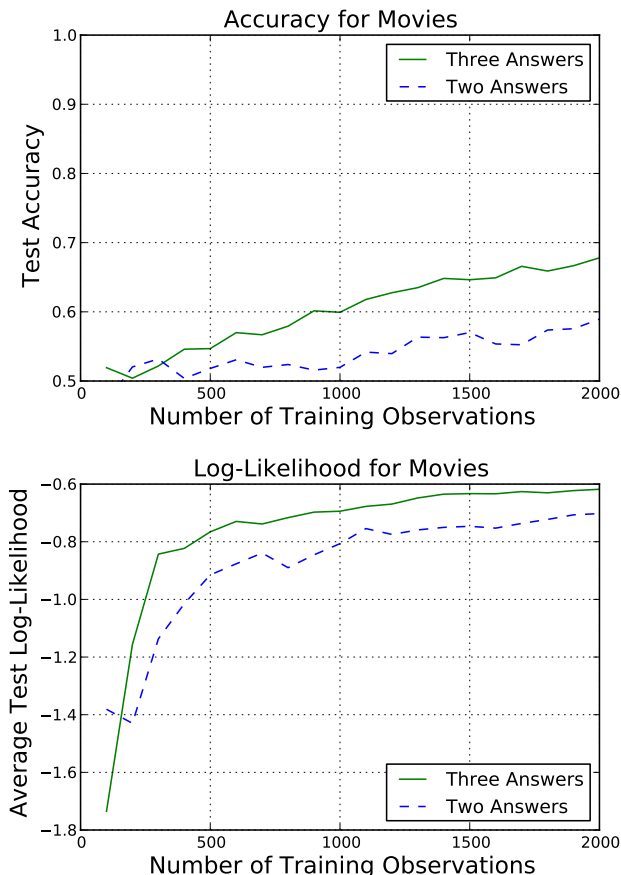 Accuracy for Movies
1.0
0.9
0.8
0.7
0.6
0.5
Test Accuracy
Three Answers
Two Answers
0 500 1000 1500 2000
Number of Training Observations
Log-Likelihood for Movies
−0.6
−0.8
−1.0
−1.2
−1.4
−1.6
−1.8
Average Test Log-Likelihood
Three Answers
Two Answers
0 500 1000 1500 2000
Number of Training Observations